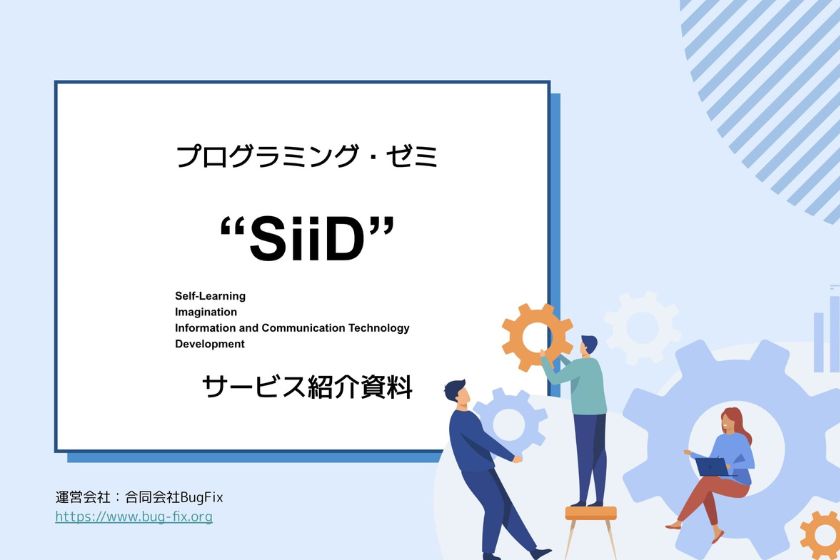 プログラミング・ゼミ
“SiiD”
Self-Learning
Imagination
Information and Communication Technology
Development
サービス紹介資料
運営会社：合同会社BugFix
https://www.bug-fix.org